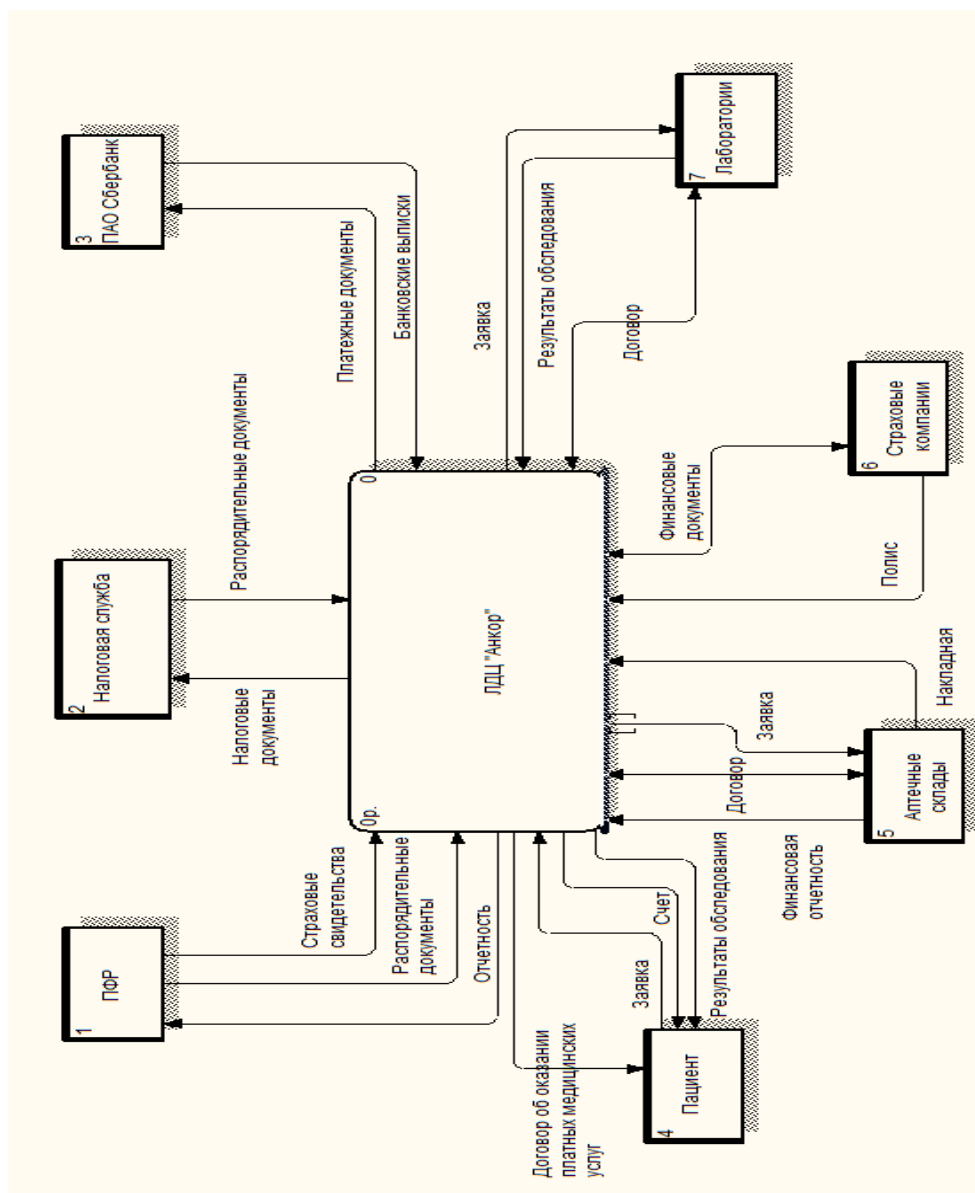 1
ПФР
2
Налоговая служба
3
ПАО Сбербанк
Страховые
свидетельства
Распорядительные
документы
Отчетность
Налоговые
документы
Распорядительные документы
Платежные документы
Банковские выписки
0р.
0
ЛДЦ "Анкор"
Заявка
Результаты обследования
Договор
Договор об оказании
платных медицинских
услуг
Заявка
Счет
Результаты обследования
Финансовая
отчетность
Договор
Заявка
Накладная
Полис
Финансовые
документы
4
Пациент
5
Аптечные
склады
6
Страховые
компании
7
Лаборатории